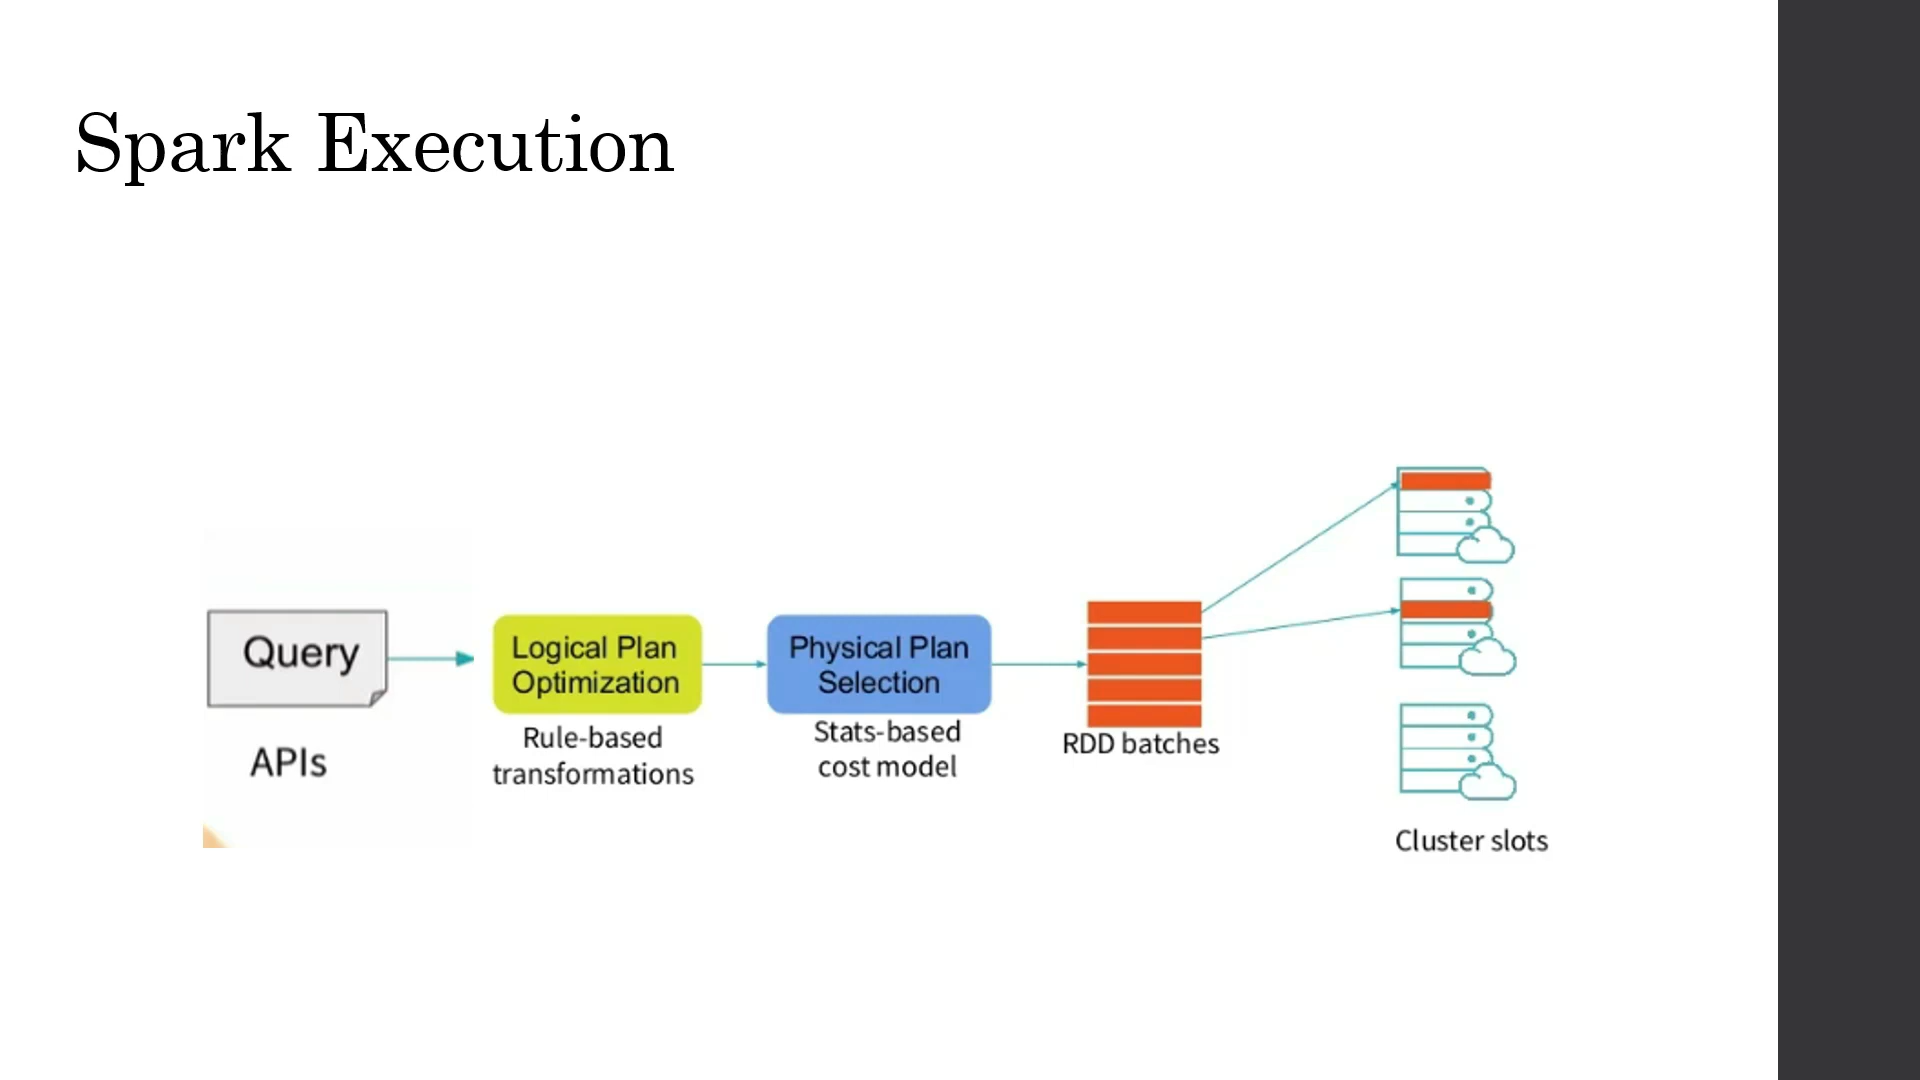 Spark Execution
Query
APIs
Logical Plan
Optimization
Rule-based
transformations
Physical Plan
Selection
Stats-based
cost model
RDD batches
Cluster slots